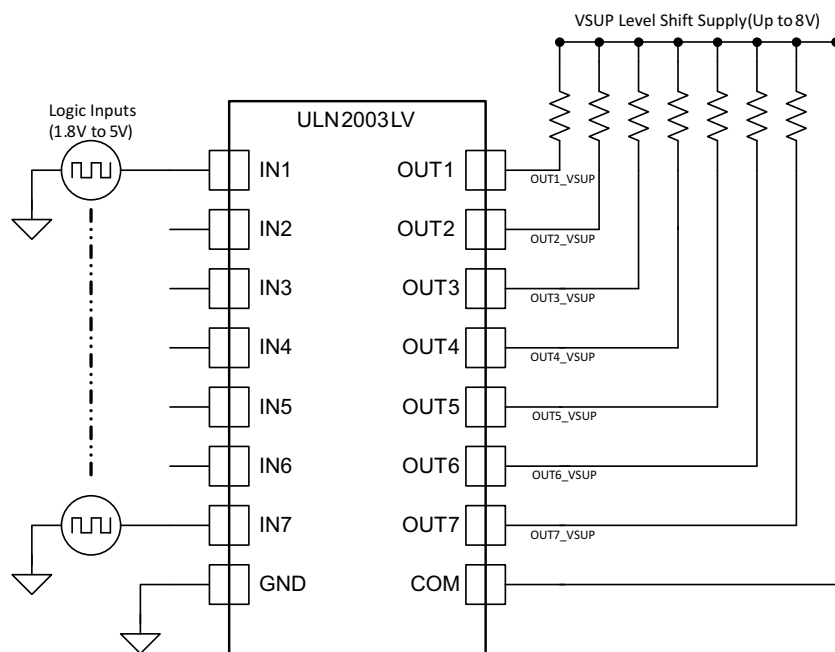 VSUP Level Shift Supply(Up to 8V)
Logic Inputs
(1.8V to 5V)
ULN2003LV
IN1
OUT1
OUT1_VSUP
IN2
OUT2
OUT2_VSUP
IN3
OUT3
OUT3_VSUP
IN4
OUT4
OUT4_VSUP
IN5
OUT5
OUT5_VSUP
IN6
OUT6
OUT6_VSUP
IN7
OUT7
OUT7_VSUP
GND
COM